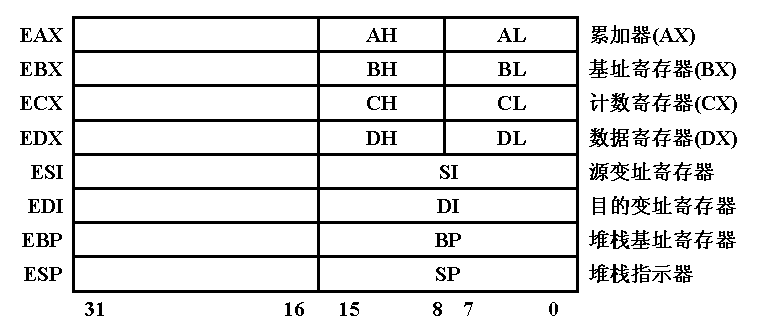 EAX AH AL 累加器(AX)
EBX BH BL 基址寄存器(BX)
ECX CH CL 计数寄存器(CX)
EDX DH DL 数据寄存器(DX)
ESI SI 源变址寄存器
EDI DI 目的变址寄存器
EBP BP 堆栈基址寄存器
ESP SP 堆栈指示器
31 16 15 8 7 0